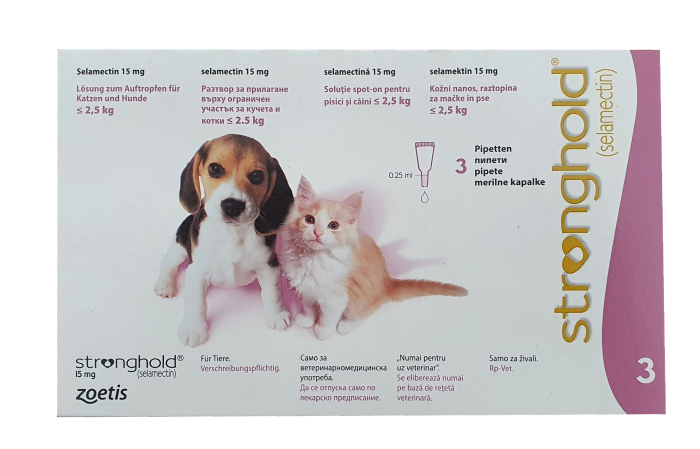 Selamectin 15 mg
Lösung zum Auftropfen für
Katzen und Hunde
≤ 2,5 kg
selamectin 15 mg
Разтвор за прилагане
върху ограничен
участък за кучета и
котки ≤ 2.5 kg
selamectină 15 mg
Soluție spot-on pentru
pisici și câini ≤ 2,5 kg
selamektin 15 mg
Kožni nanos, raztopina
za mačke in pse
≤ 2,5 kg
0.25 ml
3
Pipetten
пипети
pipete
merilne kapalke
stronghold®
(selamectin)
stronghold®
15 mg
(selamectin)
zoetis
Für Tiere.
Verschreibungspflichtig.
Само за
ветеринарномедицинска
употреба.
Да се отпуска само по
лекарско предписание.
„Numai pentru
uz veterinar”.
Se eliberează numai
pe bază de rețetă
veterinară.
Samo za živali.
Rp-Vet.
3